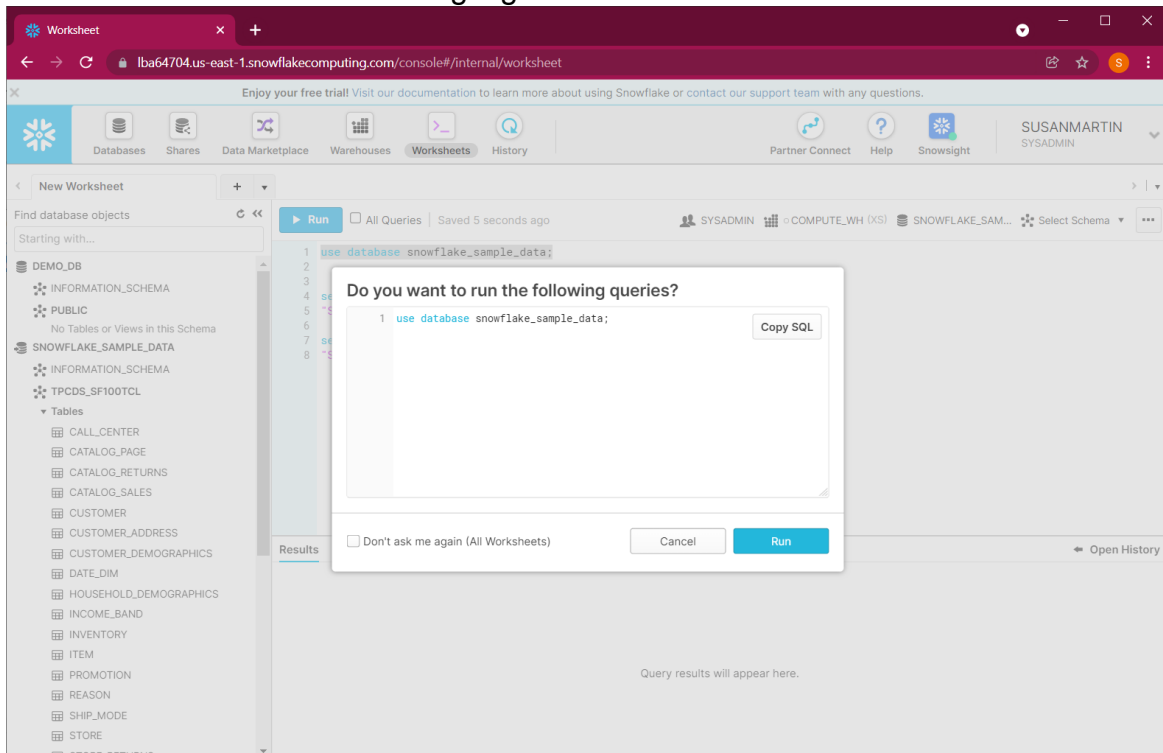 Worksheet
lba64704.us-east-1.snowflakecomputing.com/console#/internal/worksheet
S
Enjoy your free trial! Visit our documentation to learn more about using Snowflake or contact our support team with any questions.
Databases Shares Data Marketplace Warehouses Worksheets History Partner Connect Help Snowsight
SUSANMARTIN
SYSADMIN
New Worksheet
Find database objects
Starting with...
Run All Queries | Saved 5 seconds ago SYSADMIN COMPUTE_WH (XS) SNOWFLAKE_SAM... Select Schema
DEMO_DB
INFORMATION_SCHEMA
PUBLIC
No Tables or Views in this Schema
SNOWFLAKE_SAMPLE_DATA
INFORMATION_SCHEMA
TPCDS_SF100TCL
Tables
CALL_CENTER
CATALOG_PAGE
CATALOG_RETURNS
CATALOG_SALES
CUSTOMER
CUSTOMER_ADDRESS
CUSTOMER_DEMOGRAPHICS
DATE_DIM
HOUSEHOLD_DEMOGRAPHICS
INCOME_BAND
INVENTORY
ITEM
PROMOTION
REASON
SHIP_MODE
STORE
1 use database snowflake_sample_data;
2
3
4 se
5 "S
6
7 se
8 "S
Do you want to run the following queries?
1 use database snowflake_sample_data;
Copy SQL
Don't ask me again (All Worksheets)
Cancel
Run
Results
Open History
Query results will appear here.